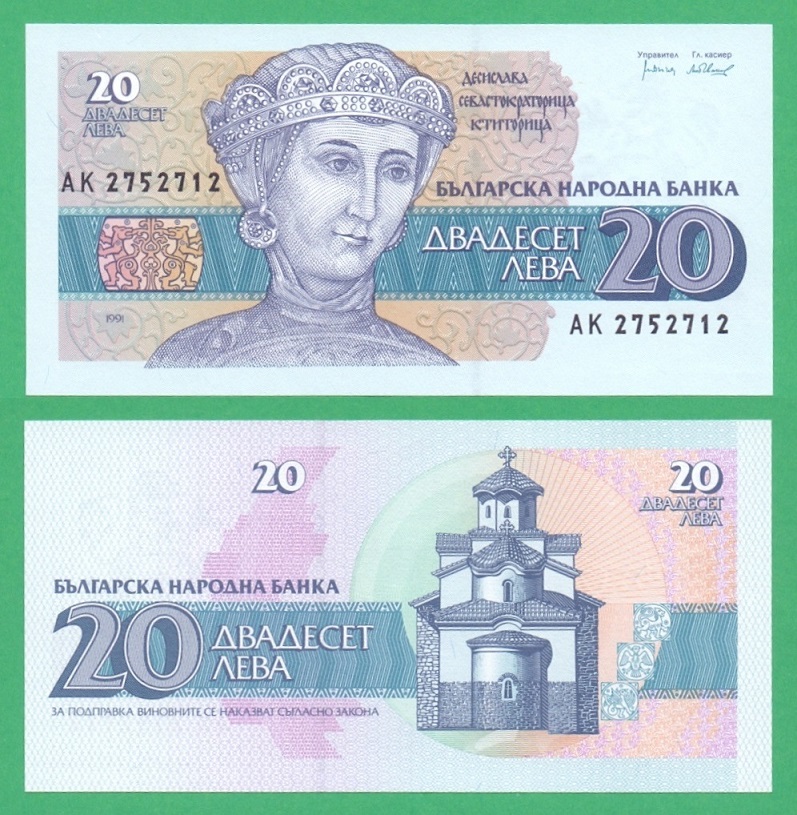 20
ДВАДЕСЕТ
ЛЕВА
ДЕСИСЛАВА
СЕВАСТОКРАТОРИЦА
КТИТОРИЦА
Управител Гл. касиер
АК 2752712
БЪЛГАРСКА НАРОДНА БАНКА
ДВАДЕСЕТ
ЛЕВА
20
1991
АК 2752712
20
20
ДВАДЕСЕТ
ЛЕВА
БЪЛГАРСКА НАРОДНА БАНКА
20
ДВАДЕСЕТ
ЛЕВА
ЗА ПОДПРАВКА ВИНОВНИТЕ СЕ НАКАЗВАТ СЪГЛАСНО ЗАКОНА